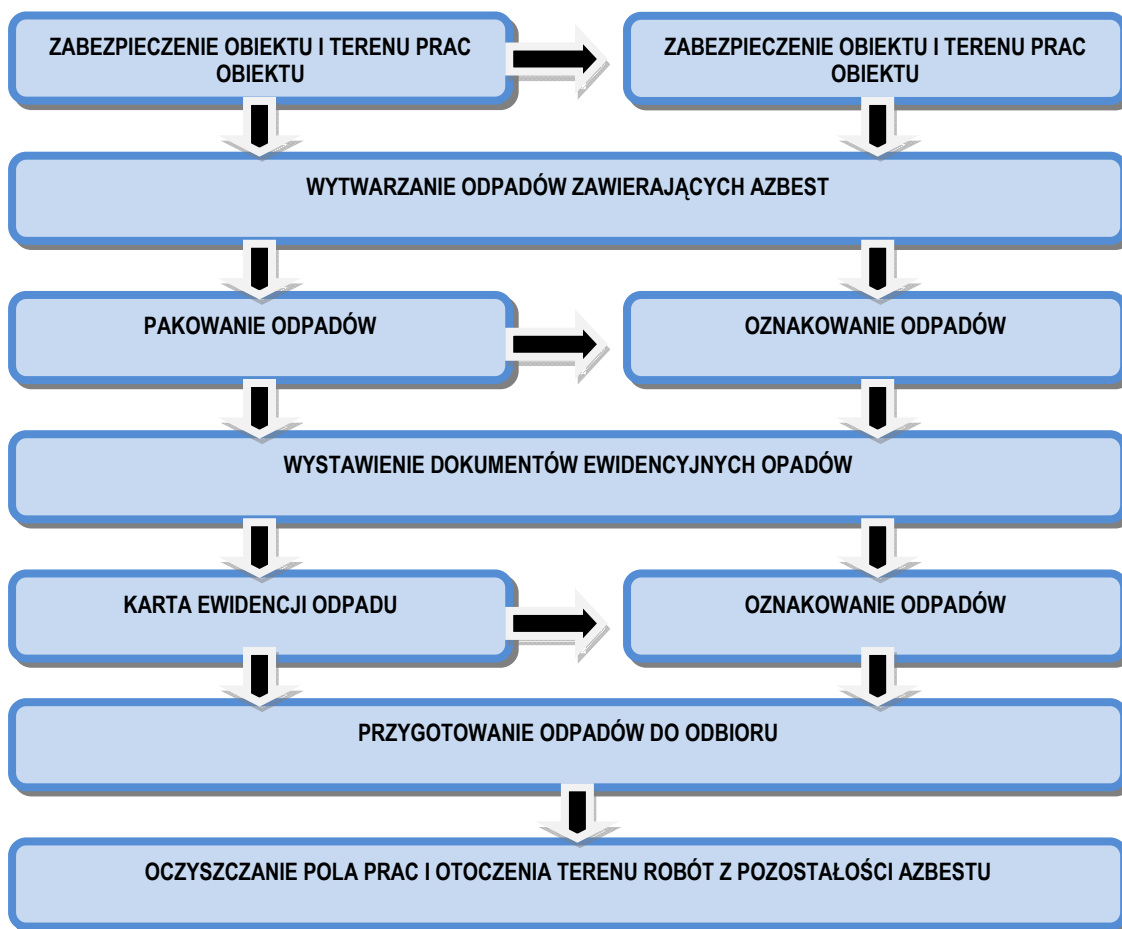 ZABEZPIECZENIE OBIEKTU I TERENU PRAC
OBIEKTU
ZABEZPIECZENIE OBIEKTU I TERENU PRAC
OBIEKTU
WYTWARZANIE ODPADÓW ZAWIERAJĄCYCH AZBEST
PAKOWANIE ODPADÓW
OZNAKOWANIE ODPADÓW
WYSTAWIENIE DOKUMENTÓW EWIDENCYJNYCH OPADÓW
KARTA EWIDENCJI ODPADU
OZNAKOWANIE ODPADÓW
PRZYGOTOWANIE ODPADÓW DO ODBIORU
OCZYSZCZANIE POLA PRAC I OTOCZENIA TERENU ROBÓT Z POZOSTAŁOŚCI AZBESTU